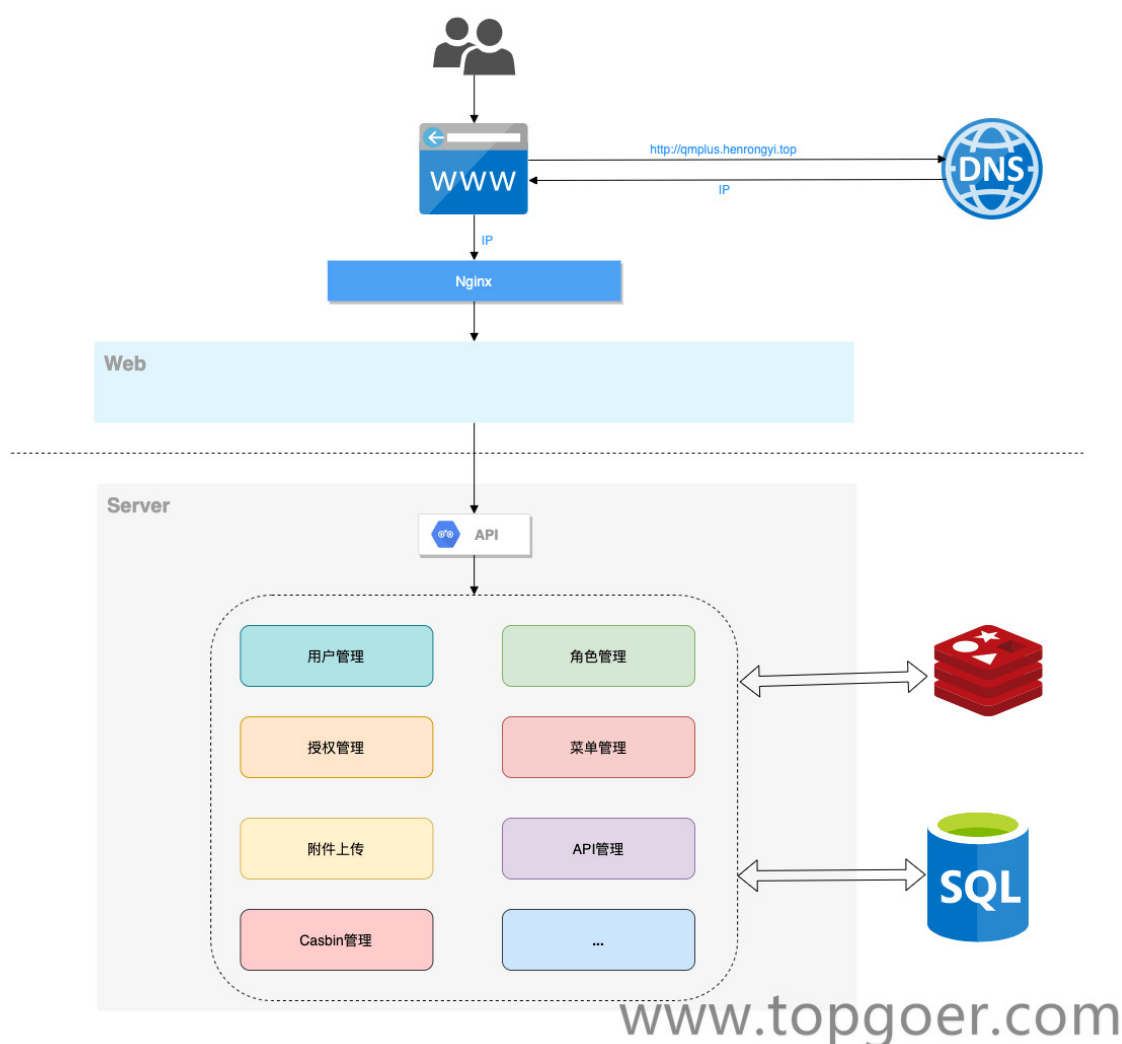 WWW
http://qmplus.henrongyi.top
DNS
IP
IP
Nginx
Web
Server
API
用户管理
角色管理
授权管理
菜单管理
附件上传
API管理
Casbin管理
...
SQL
www.topgoer.com